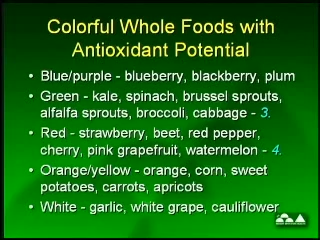 Colorful Whole Foods with
Antioxidant Potential
• Blue/purple - blueberry, blackberry, plum
• Green - kale, spinach, brussel sprouts,
alfalfa sprouts, broccoli, cabbage - 3.
• Red - strawberry, beet, red pepper,
cherry, pink grapefruit, watermelon - 4.
• Orange/yellow - orange, corn, sweet
potatoes, carrots, apricots
• White - garlic, white grape, cauliflower